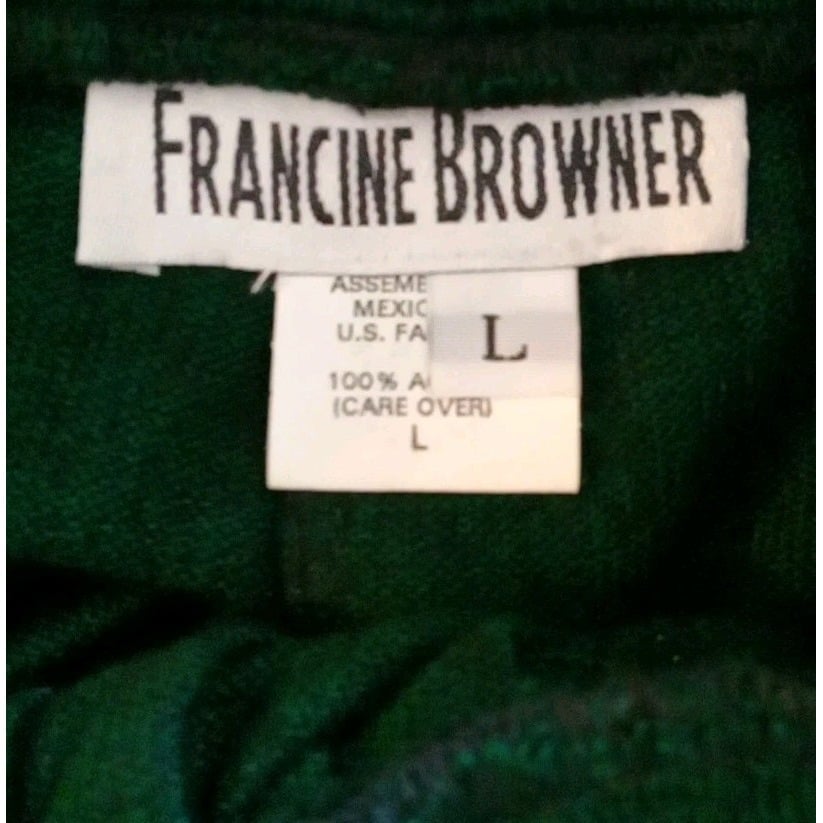 FRANCINE BROWNER
ASSEME
MEXIC
U.S. FA
L
100% A
(CARE OVER)
L